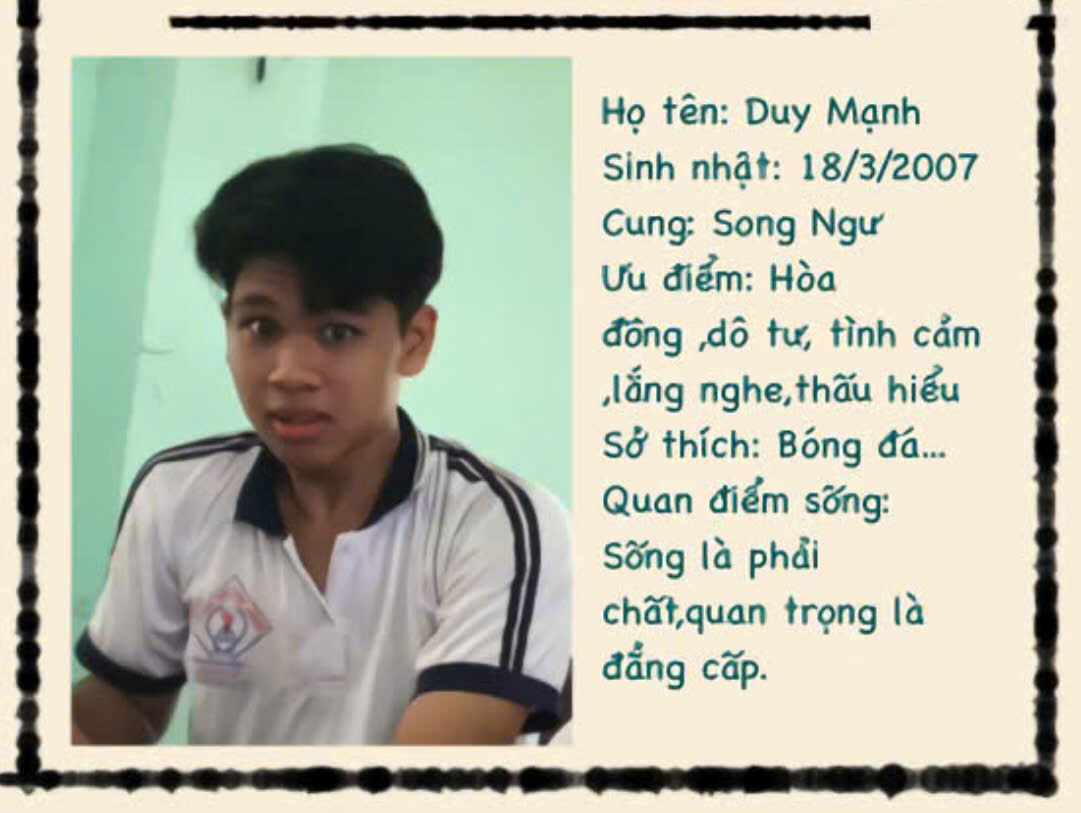 Họ tên: Duy Mạnh
Sinh nhật: 18/3/2007
Cung: Song Ngư
Ưu điểm: Hòa
đồng ,dô tư, tình cảm
,lắng nghe,thấu hiểu
Sở thích: Bóng đá...
Quan điểm sống:
Sống là phải
chất,quan trọng là
đẳng cấp.